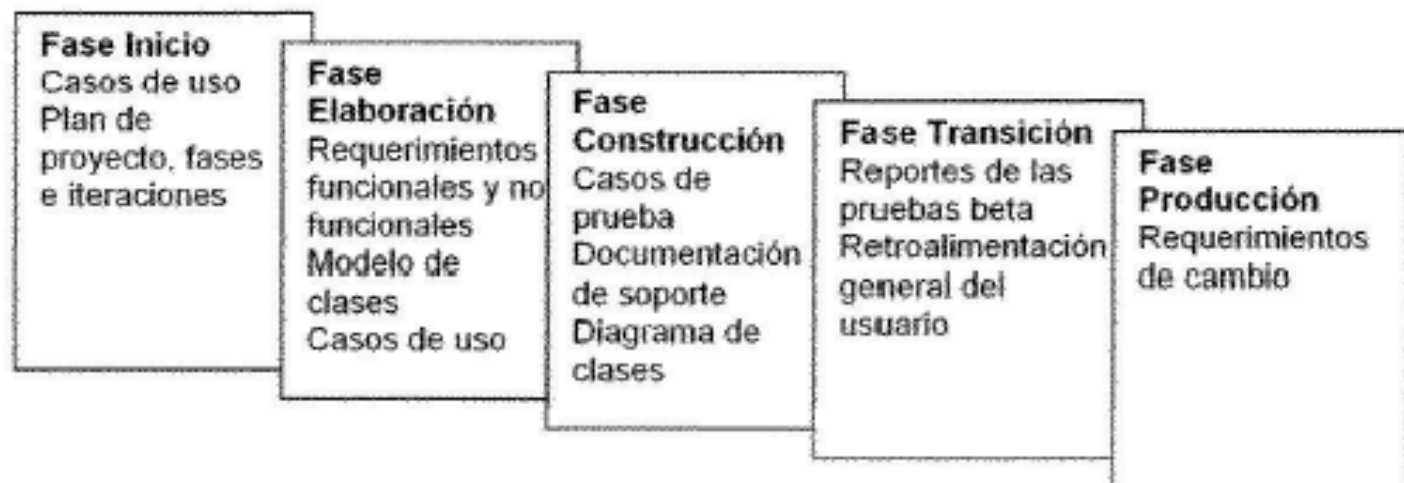 Fase Inicio
Casos de uso
Plan de
proyecto, fases
e iteraciones
Fase
Elaboración
Requerimientos
funcionales y no
funcionales
Modelo de
clases
Casos de uso
Fase
Construcción
Casos de
prueba
Documentación
de soporte
Diagrama de
clases
Fase Transición
Reportes de las
pruebas beta
Retroalimentación
general del
usuario
Fase
Producción
Requerimientos
de cambio